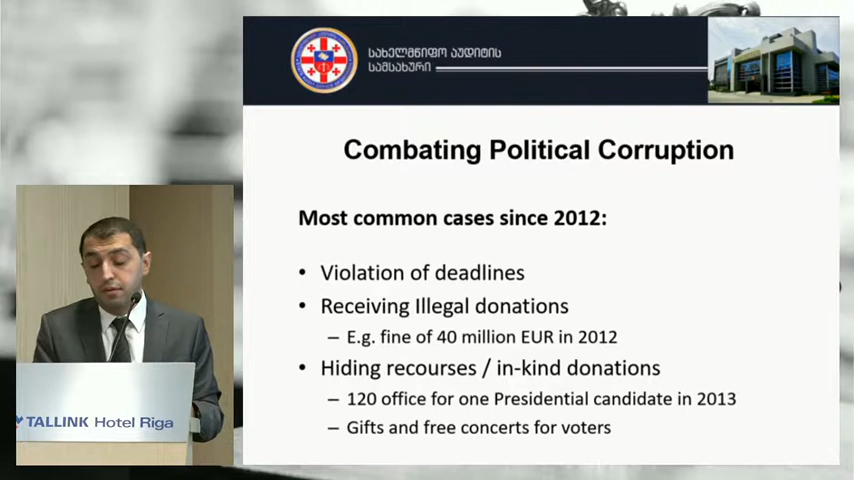 სახელმწიფო აუდიტის
სამსახური
Combating Political Corruption
Most common cases since 2012:
• Violation of deadlines
• Receiving Illegal donations
– E.g. fine of 40 million EUR in 2012
• Hiding recourses / in-kind donations
– 120 office for one Presidential candidate in 2013
– Gifts and free concerts for voters
TALLINK Hotel Riga